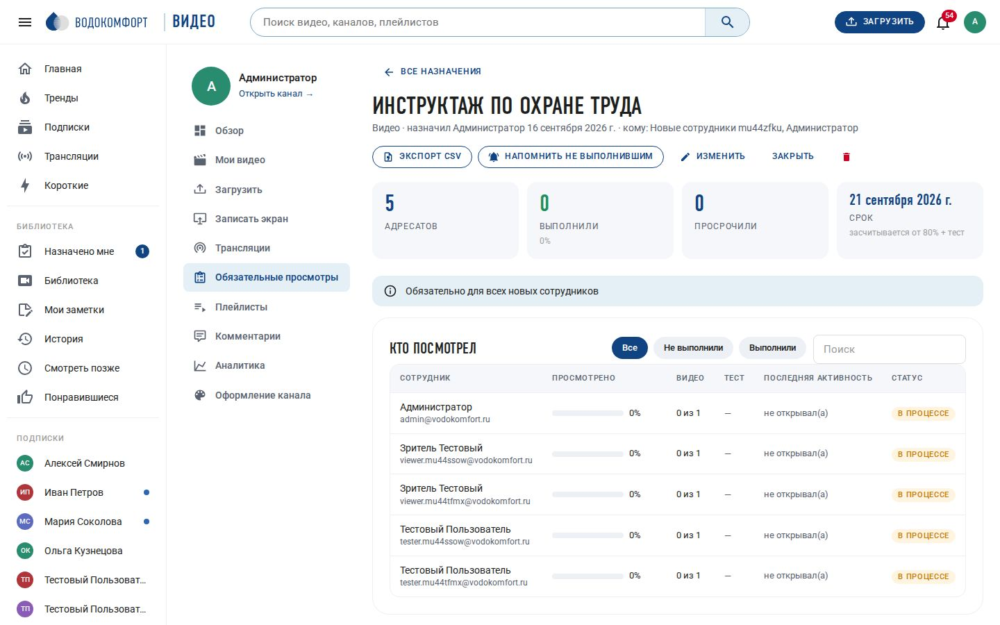 ВОДОКОМФОРТ
ВИДЕО
Поиск видео, каналов, плейлистов
ЗАГРУЗИТЬ
54
А
Главная
Тренды
Подписки
Трансляции
Короткие
БИБЛИОТЕКА
Назначено мне
1
Библиотека
Мои заметки
История
Смотреть позже
Понравившиеся
ПОДПИСКИ
АС Алексей Смирнов
ИП Иван Петров
МС Мария Соколова
ОК Ольга Кузнецова
ТП Тестовый Пользоват...
ТП Тестовый Пользоват...
А
Администратор
Открыть канал →
Обзор
Мои видео
Загрузить
Записать экран
Трансляции
Обязательные просмотры
Плейлисты
Комментарии
Аналитика
Оформление канала
ВСЕ НАЗНАЧЕНИЯ
ИНСТРУКТАЖ ПО ОХРАНЕ ТРУДА
Видео · назначил Администратор 16 сентября 2026 г. · кому: Новые сотрудники mu44zfku, Администратор
ЭКСПОРТ CSV
НАПОМНИТЬ НЕ ВЫПОЛНИВШИМ
ИЗМЕНИТЬ
ЗАКРЫТЬ
5
АДРЕСАТОВ
0
ВЫПОЛНИЛИ
0%
0
ПРОСРОЧИЛИ
21 сентября 2026 г.
СРОК
засчитывается от 80% + тест
Обязательно для всех новых сотрудников
КТО ПОСМОТРЕЛ
Все
Не выполнили
Выполнили
Поиск
СОТРУДНИК ПРОСМОТРЕНО ВИДЕО ТЕСТ ПОСЛЕДНЯЯ АКТИВНОСТЬ СТАТУС
Администратор
admin@vodokomfort.ru
0% 0 из 1 — не открывал(а) В ПРОЦЕССЕ
Зритель Тестовый
viewer.mu44ssow@vodokomfort.ru
0% 0 из 1 — не открывал(а) В ПРОЦЕССЕ
Зритель Тестовый
viewer.mu44tfmx@vodokomfort.ru
0% 0 из 1 — не открывал(а) В ПРОЦЕССЕ
Тестовый Пользователь
tester.mu44ssow@vodokomfort.ru
0% 0 из 1 — не открывал(а) В ПРОЦЕССЕ
Тестовый Пользователь
tester.mu44tfmx@vodokomfort.ru
0% 0 из 1 — не открывал(а) В ПРОЦЕССЕ